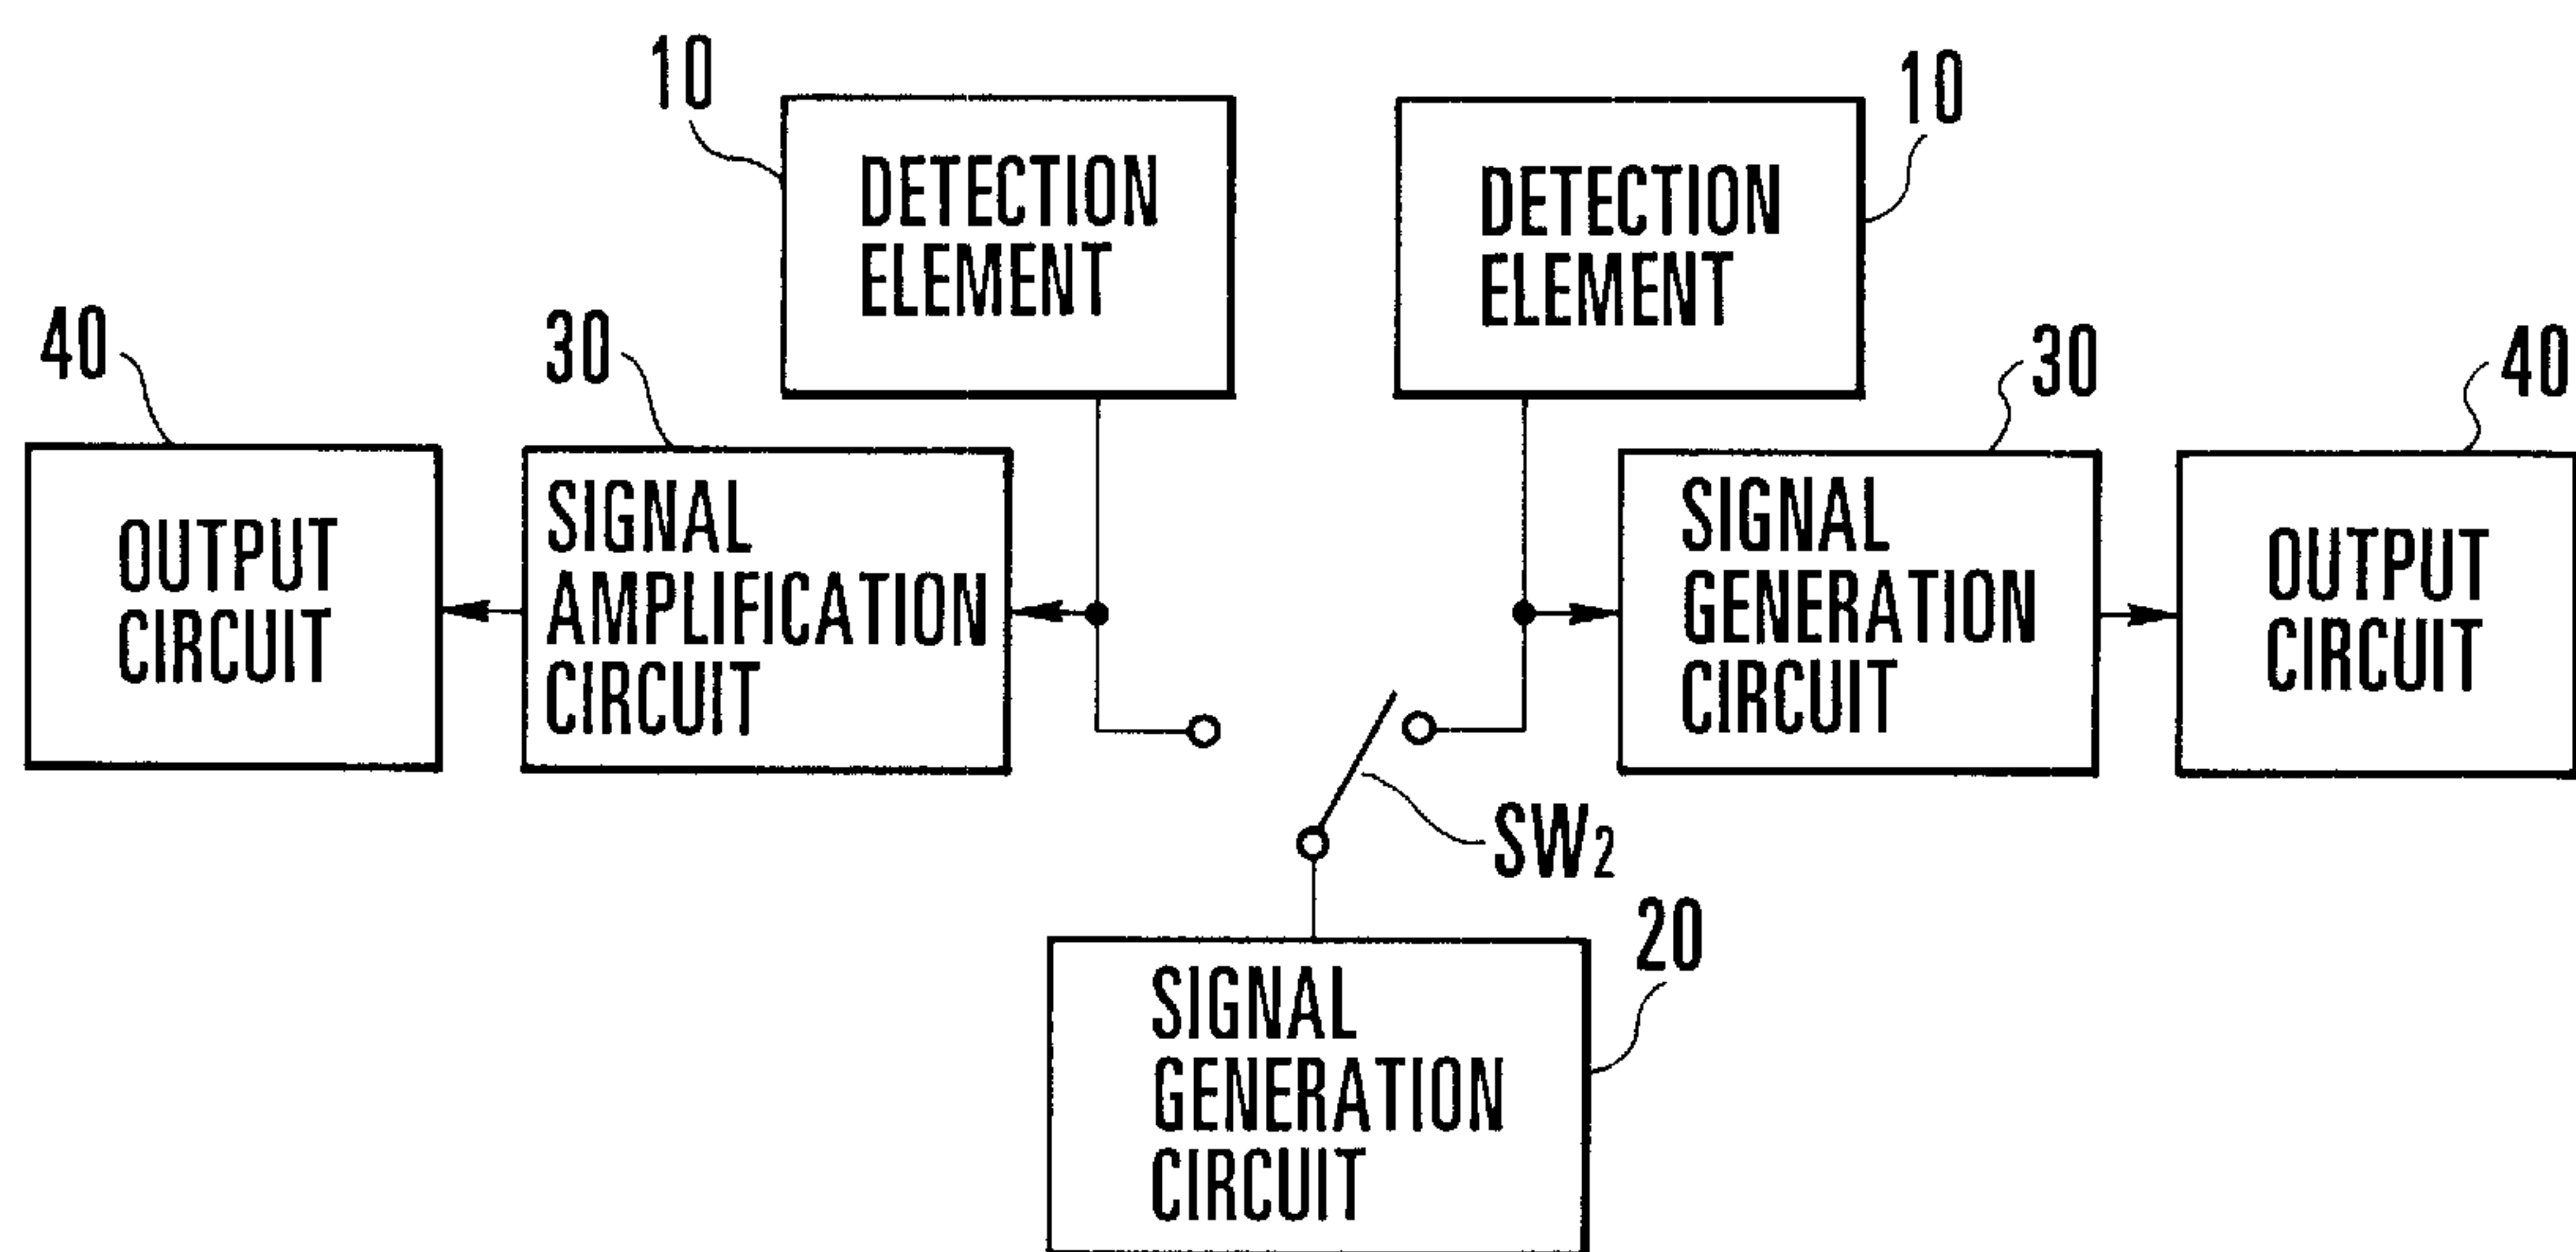 10
10
DETECTION
ELEMENT
DETECTION
ELEMENT
40
30
30
40
OUTPUT
CIRCUIT
SIGNAL
AMPLIFICATION
CIRCUIT
SIGNAL
GENERATION
CIRCUIT
OUTPUT
CIRCUIT
SW2
20
SIGNAL
GENERATION
CIRCUIT